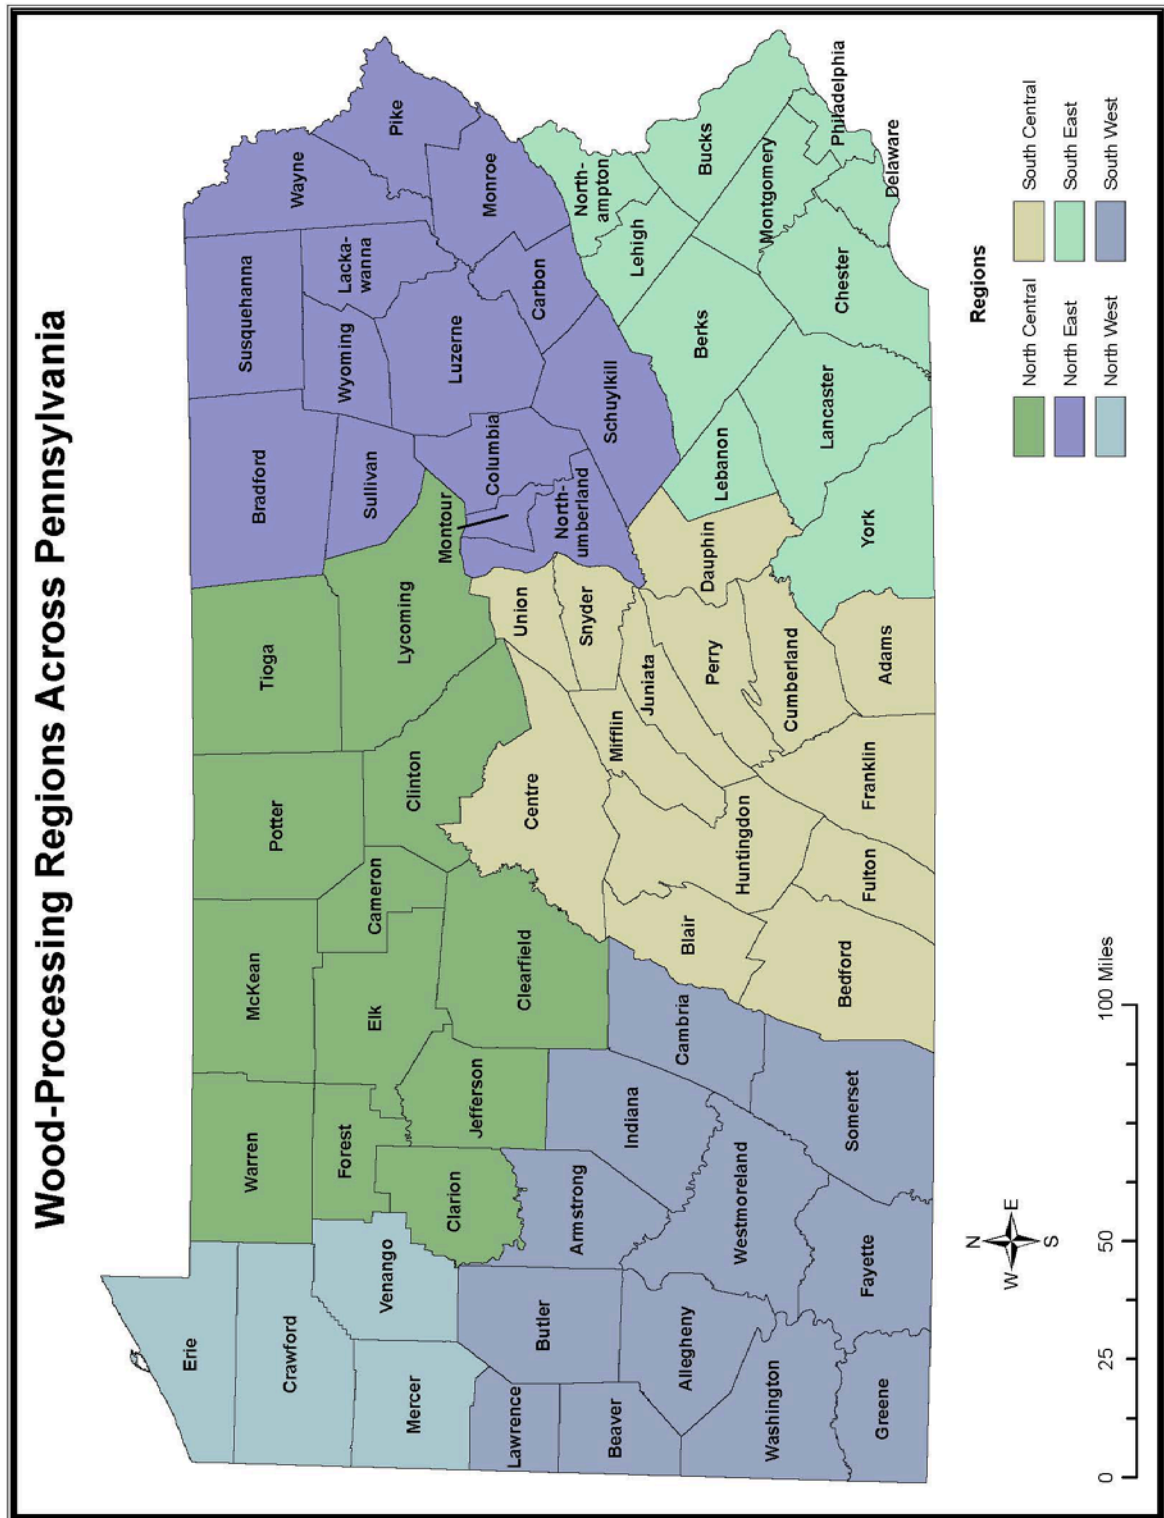 Wood-Processing Regions Across Pennsylvania
Erie
Crawford
Mercer
Venango
Warren
Forest
Clarion
McKean
Elk
Jefferson
Clearfield
Potter
Cameron
Clinton
Tioga
Lycoming
Bradford
Sullivan
Susquehanna
Wyoming
Lacka-
wanna
Wayne
Pike
Monroe
Luzerne
Carbon
Columbia
Montour
North-
umberland
Schuylkill
Lawrence
Beaver
Butler
Allegheny
Washington
Greene
Armstrong
Westmoreland
Fayette
Indiana
Cambria
Somerset
Centre
Blair
Bedford
Huntingdon
Fulton
Franklin
Mifflin
Juniata
Perry
Cumberland
Adams
Union
Snyder
Dauphin
York
Lebanon
Lancaster
Berks
Chester
Lehigh
North-
ampton
Bucks
Montgomery
Philadelphia
Delaware
N
W
E
S
0
25
50
100 Miles
Regions
North Central
North East
North West
South Central
South East
South West